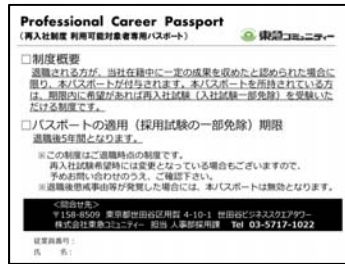 Professional Career Passport
(再入社制度 利用可能対象者専用パスポート)
東急コミュニティー
□制度概要
退職される方が、当社在籍中に一定の成果を収めたと認められた場合に
限り、本パスポートが付与されます。本パスポートを所持されている方
は、期限内に希望があれば再入社試験(入社試験一部免除)を受験いた
だける制度です。
□パスポートの適用(採用試験の一部免除)期限
退職後5年間となります。
※この制度はご退職時点の制度です。
再入社試験希望時には変更となっている場合もございますので、
予めお問い合わせのうえ、ご確認下さい。
※退職後懲戒事由等が発覚した場合には、本パスポートは無効となります。
<問合せ先>
〒158-8509 東京都世田谷区用賀 4-10-1 世田谷ビジネススクエアタワー
株式会社東急コミュニティー 担当 人事部採用課 Tel 03-5717-1022
従業員番号:
氏 名: